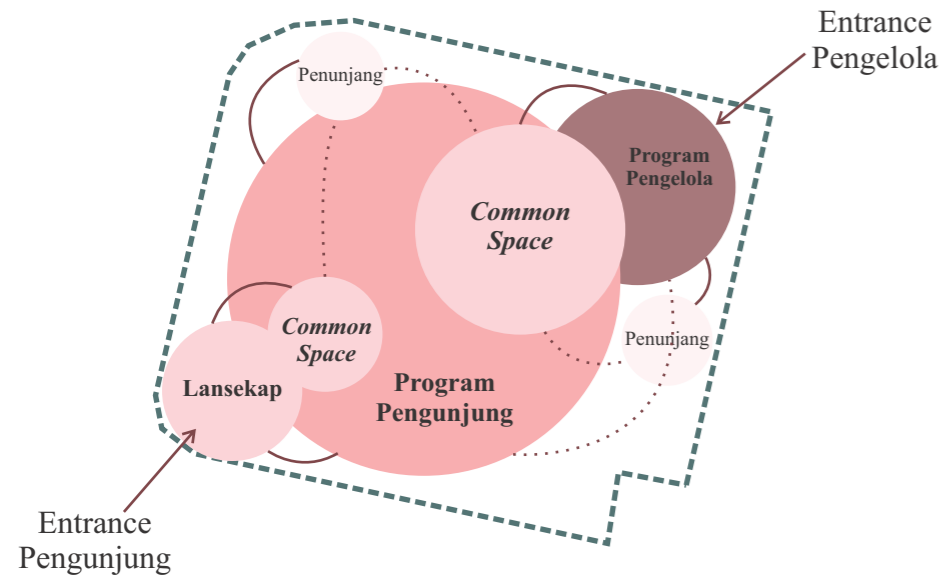 Entrance
Pengelola
Penunjang
Program
Pengelola
Common
Space
Common
Space
Penunjang
Lansekap
Program
Pengunjung
Entrance
Pengunjung